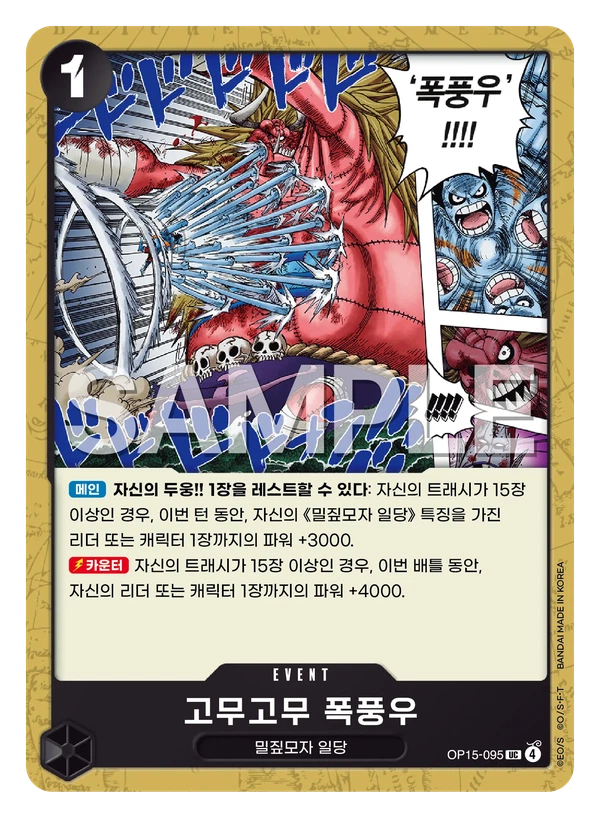 1
'폭풍우'
!!!!
!!!!!
SAMPLE
메인 자신의 두웅!! 1장을 레스트할 수 있다: 자신의 트래시가 15장
이상인 경우, 이번 턴 동안, 자신의 《밀짚모자 일당》 특징을 가진
리더 또는 캐릭터 1장까지의 파워 +3000.
카운터 자신의 트래시가 15장 이상인 경우, 이번 배틀 동안,
자신의 리더 또는 캐릭터 1장까지의 파워 +4000.
EVENT
고무고무 폭풍우
밀짚모자 일당
OP15-095 UC 4
©E.O/S ©O/S·F·T BANDAI MADE IN KOREA